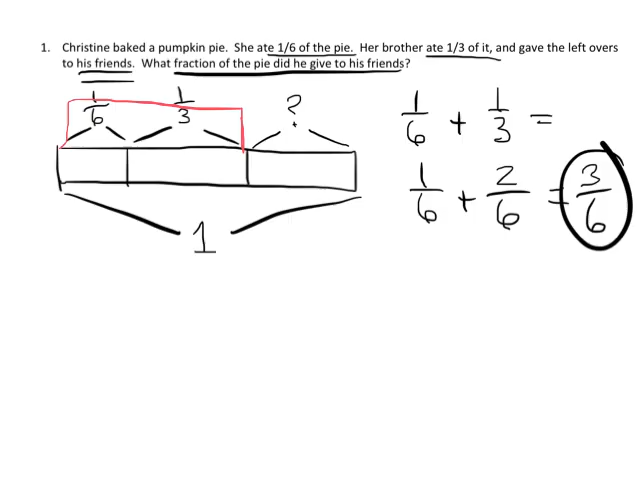 1. Christine baked a pumpkin pie. She ate 1/6 of the pie. Her brother ate 1/3 of it, and gave the left overs
to his friends. What fraction of the pie did he give to his friends?
1/6 1/3 ?
1/6 + 1/3 =
1/6 + 2/6 = 3/6
1